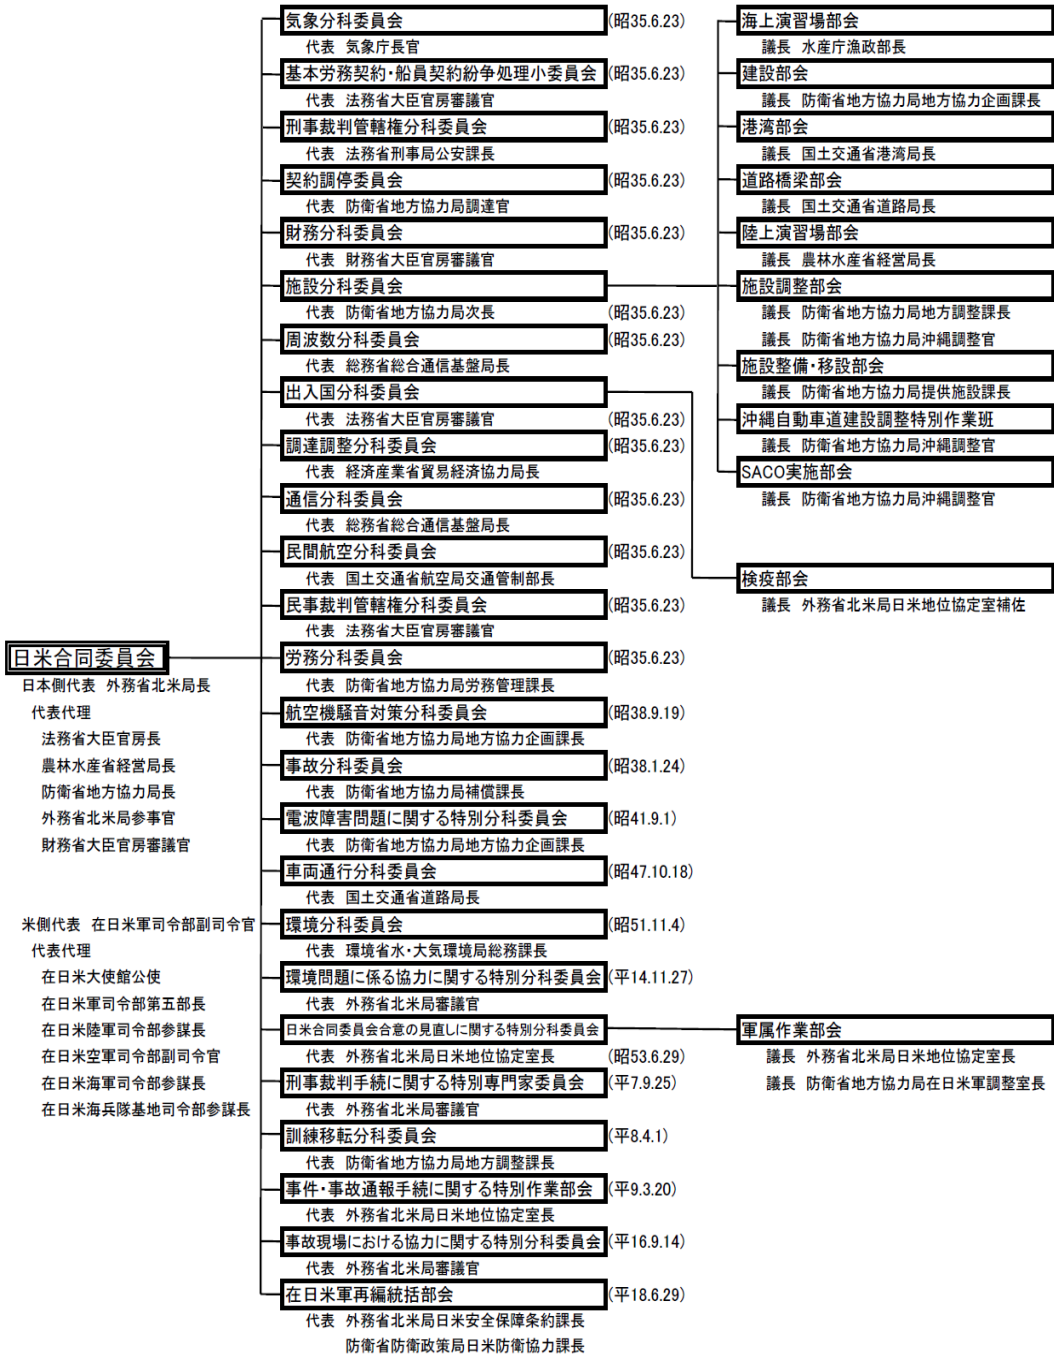 日米合同委員会
日本側代表 外務省北米局長
代表代理
法務省大臣官房長
農林水産省経営局長
防衛省地方協力局長
外務省北米局参事官
財務省大臣官房審議官
米側代表 在日米軍司令部副司令官
代表代理
在日米大使館公使
在日米軍司令部第五部長
在日米陸軍司令部参謀長
在日米空軍司令部副司令官
在日米海軍司令部参謀長
在日米海兵隊基地司令部参謀長
気象分科委員会 (昭35.6.23)
代表 気象庁長官
基本労務契約・船員契約紛争処理小委員会 (昭35.6.23)
代表 法務省大臣官房審議官
刑事裁判管轄権分科委員会 (昭35.6.23)
代表 法務省刑事局公安課長
契約調停委員会 (昭35.6.23)
代表 防衛省地方協力局調達官
財務分科委員会 (昭35.6.23)
代表 財務省大臣官房審議官
施設分科委員会
代表 防衛省地方協力局次長 (昭35.6.23)
周波数分科委員会 (昭35.6.23)
代表 総務省総合通信基盤局長
出入国分科委員会
代表 法務省大臣官房審議官 (昭35.6.23)
調達調整分科委員会 (昭35.6.23)
代表 経済産業省貿易経済協力局長
通信分科委員会 (昭35.6.23)
代表 総務省総合通信基盤局長
民間航空分科委員会 (昭35.6.23)
代表 国土交通省航空局交通管制部長
民事裁判管轄権分科委員会 (昭35.6.23)
代表 法務省大臣官房審議官
労務分科委員会 (昭35.6.23)
代表 防衛省地方協力局労務管理課長
航空機騒音対策分科委員会 (昭38.9.19)
代表 防衛省地方協力局地方協力企画課長
事故分科委員会 (昭38.1.24)
代表 防衛省地方協力局補償課長
電波障害問題に関する特別分科委員会 (昭41.9.1)
代表 防衛省地方協力局地方協力企画課長
車両通行分科委員会 (昭47.10.18)
代表 国土交通省道路局長
環境分科委員会 (昭51.11.4)
代表 環境省水・大気環境局総務課長
環境問題に係る協力に関する特別分科委員会 (平14.11.27)
代表 外務省北米局審議官
日米合同委員会合意の見直しに関する特別分科委員会
代表 外務省北米局日米地位協定室長 (昭53.6.29)
刑事裁判手続に関する特別専門家委員会 (平7.9.25)
代表 外務省北米局審議官
訓練移転分科委員会 (平8.4.1)
代表 防衛省地方協力局地方調整課長
事件・事故通報手続に関する特別作業部会 (平9.3.20)
代表 外務省北米局日米地位協定室長
事故現場における協力に関する特別分科委員会 (平16.9.14)
代表 外務省北米局審議官
在日米軍再編統括部会 (平18.6.29)
代表 外務省北米局日米安全保障条約課長
防衛省防衛政策局日米防衛協力課長
海上演習場部会
議長 水産庁漁政部長
建設部会
議長 防衛省地方協力局地方協力企画課長
港湾部会
議長 国土交通省港湾局長
道路橋梁部会
議長 国土交通省道路局長
陸上演習場部会
議長 農林水産省経営局長
施設調整部会
議長 防衛省地方協力局地方調整課長
議長 防衛省地方協力局沖縄調整官
施設整備・移設部会
議長 防衛省地方協力局提供施設課長
沖縄自動車道建設調整特別作業班
議長 防衛省地方協力局沖縄調整官
SACO実施部会
議長 防衛省地方協力局沖縄調整官
検疫部会
議長 外務省北米局日米地位協定室補佐
軍属作業部会
議長 外務省北米局日米地位協定室長
議長 防衛省地方協力局在日米軍調整室長